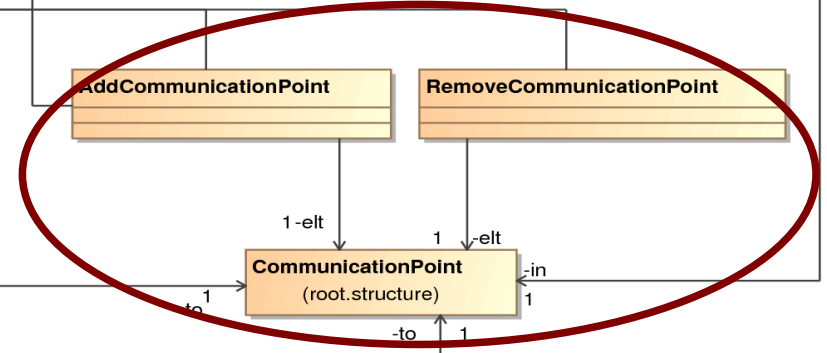 AddCommunicationPoint
RemoveCommunicationPoint
1 -elt
1 -elt
CommunicationPoint
(root.structure)
-in
1
1
-to
-to 1